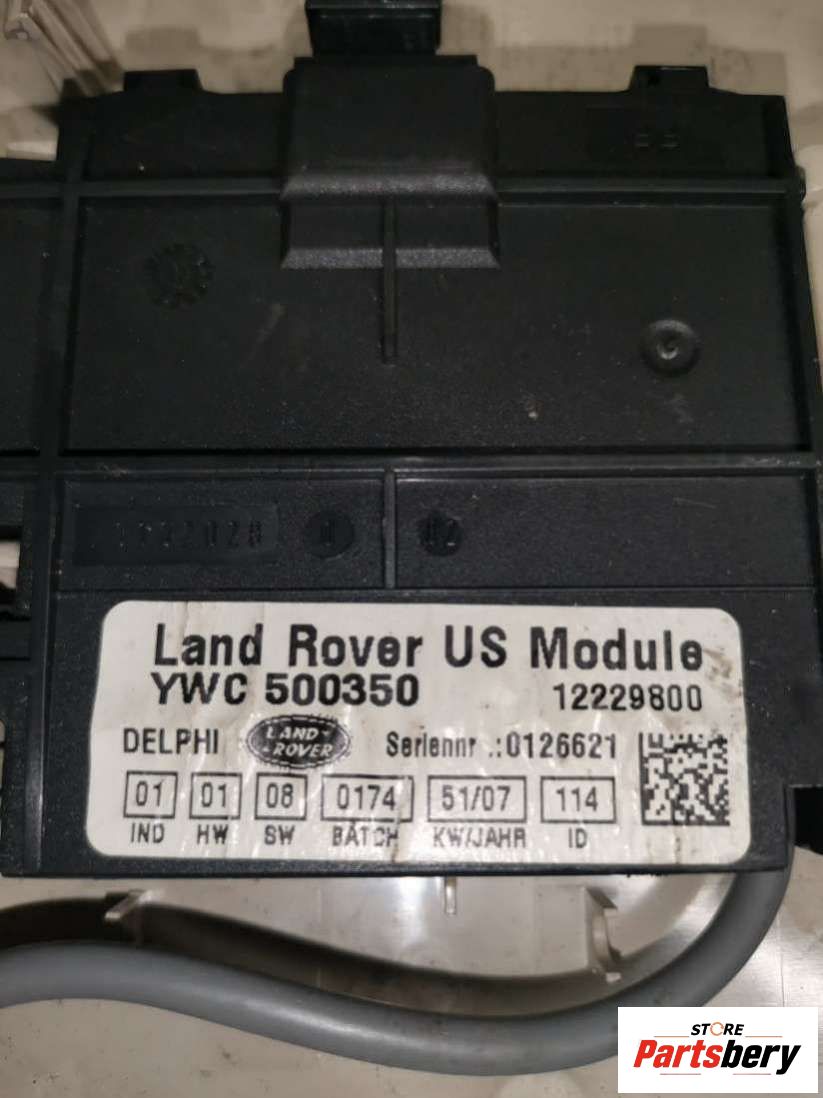 Land Rover US Module
YWC 500350 12229800
DELPHI LAND-ROVER Seriennr .:0126621
01 01 08 0174 51/07 114
IND HW SW BATCH KW/JAHR ID
STORE
Partsbery